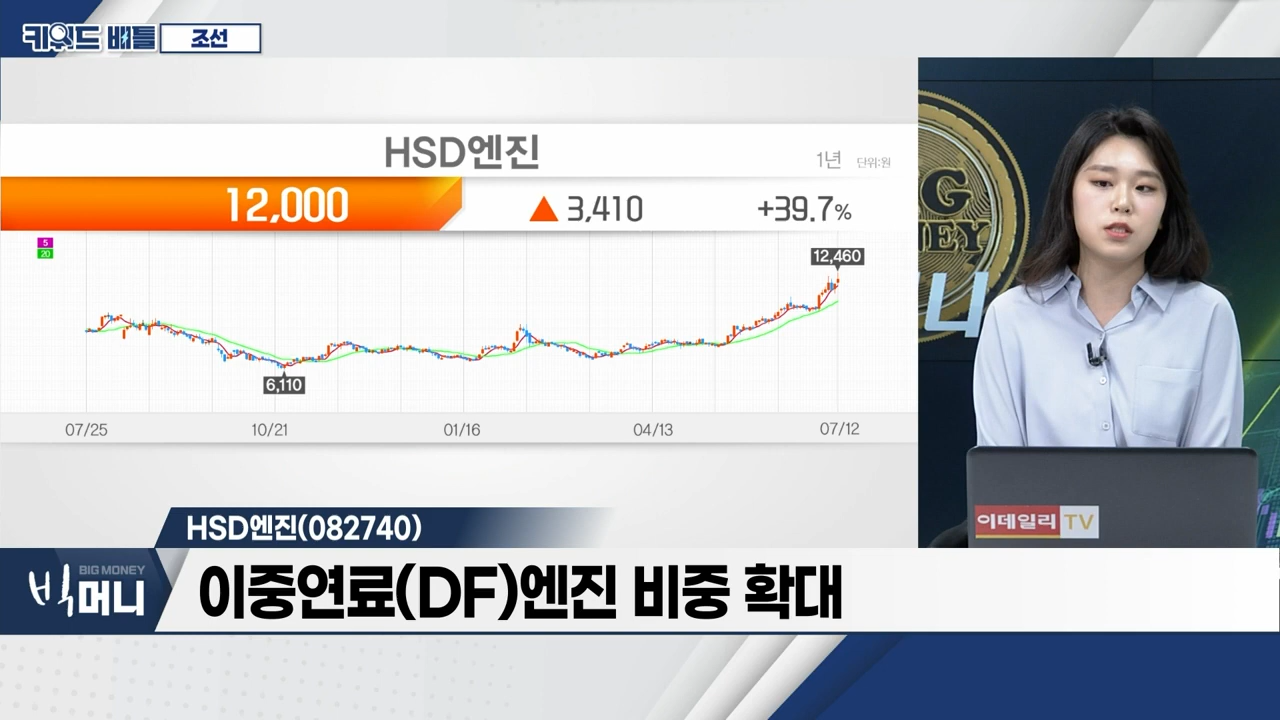 키워드 배틀 조선
HSD엔진
1년 단위:원
12,000 ▲ 3,410 +39.7%
5
20
12,460
6,110
07/25 10/21 01/16 04/13 07/12
이데일리TV
HSD엔진(082740)
BIG MONEY
빅머니
이중연료(DF)엔진 비중 확대